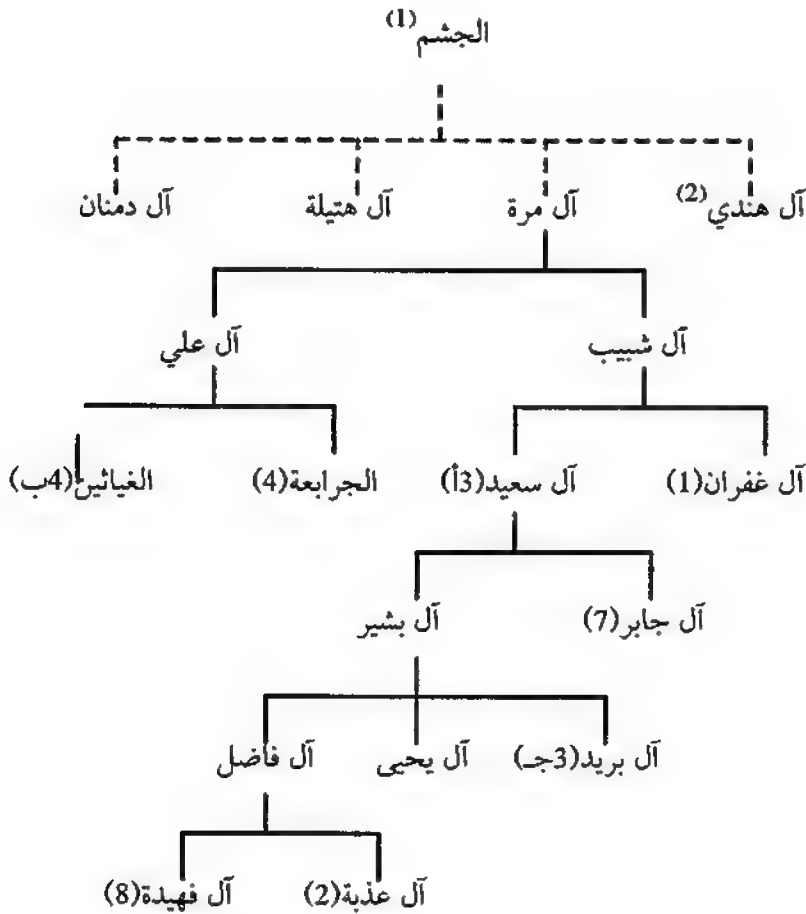 الجشم(1)
آل هندي(2) آل مرة آل هتيلة آل دمنان
آل شبيب آل علي
آل غفران(1) آل سعيد(3أ) الجرابعة(4) الغياثين(4ب)
آل جابر(7) آل بشير
آل بريد(3جـ) آل يحيى آل فاضل
آل عذبة(2) آل فهيدة(8)